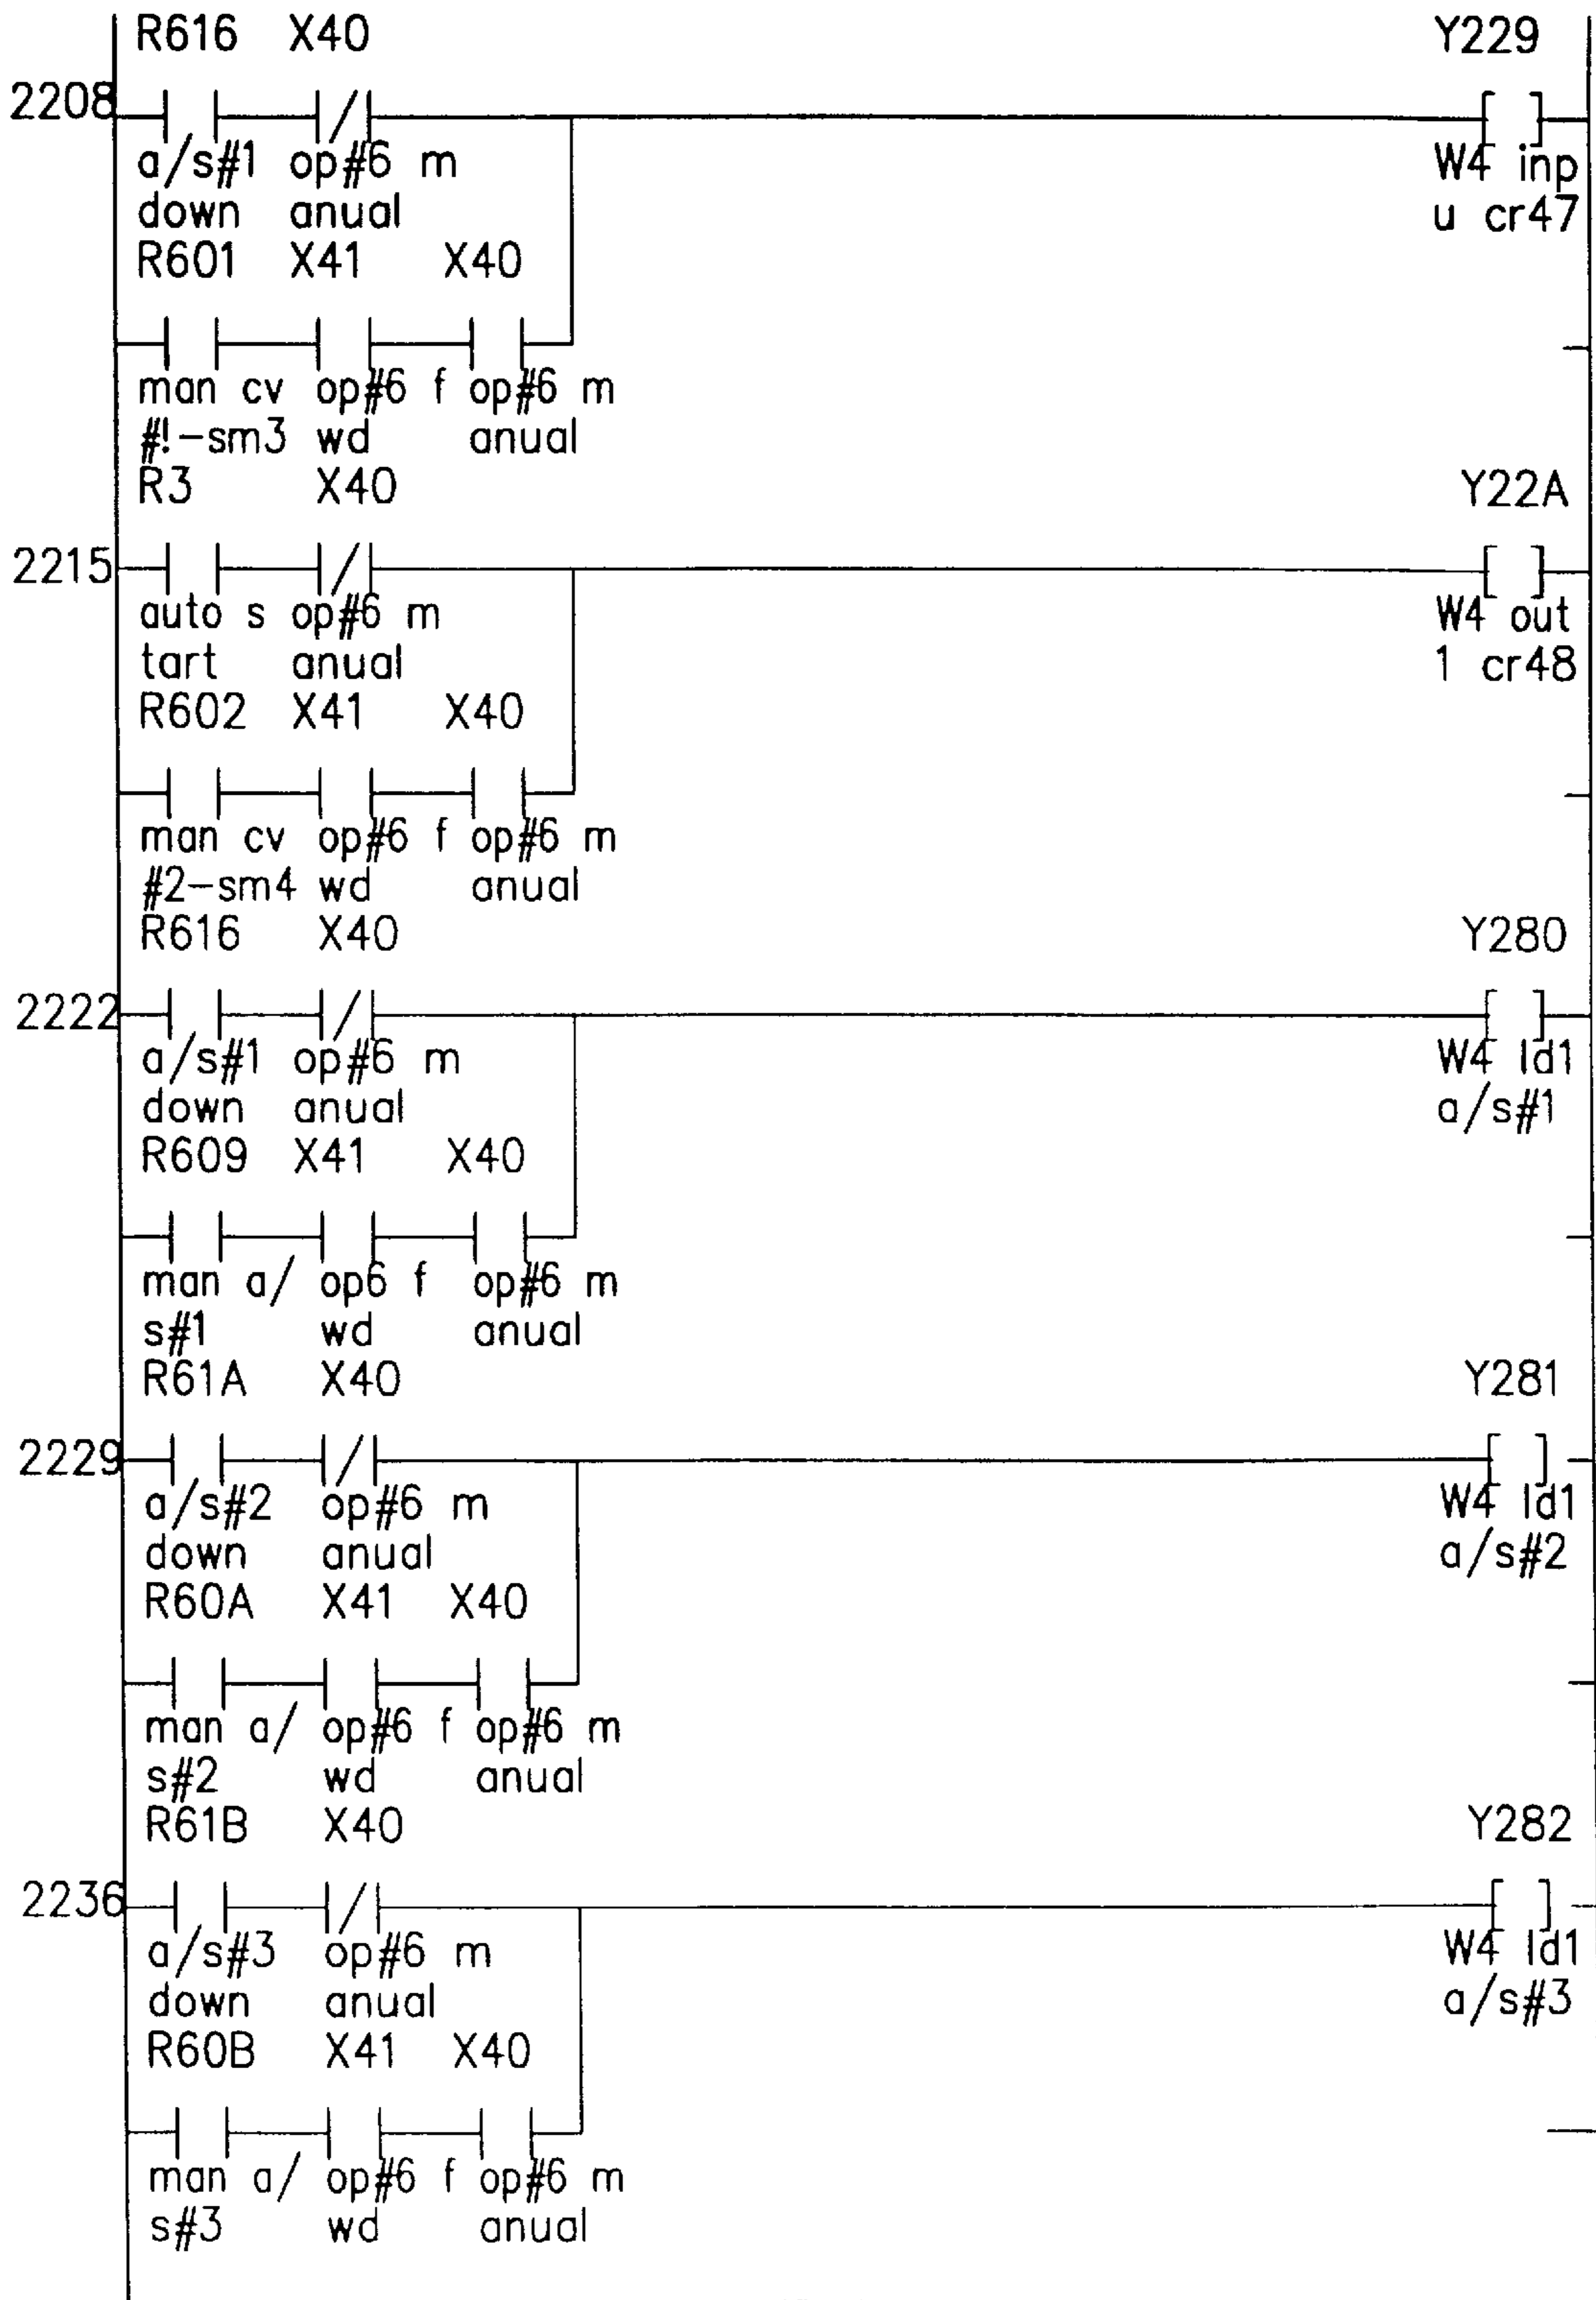 R616 X40 Y229
2208
a/s#1 op#6 m W4 inp
down anual u cr47
R601 X41 X40
man cv op#6 f op#6 m
#!-sm3 wd anual
R3 X40 Y22A
2215
auto s op#6 m W4 out
tart anual 1 cr48
R602 X41 X40
man cv op#6 f op#6 m
#2-sm4 wd anual
R616 X40 Y280
2222
a/s#1 op#6 m W4 ld1
down anual a/s#1
R609 X41 X40
man a/ op6 f op#6 m
s#1 wd anual
R61A X40 Y281
2229
a/s#2 op#6 m W4 ld1
down anual a/s#2
R60A X41 X40
man a/ op#6 f op#6 m
s#2 wd anual
R61B X40 Y282
2236
a/s#3 op#6 m W4 ld1
down anual a/s#3
R60B X41 X40
man a/ op#6 f op#6 m
s#3 wd anual